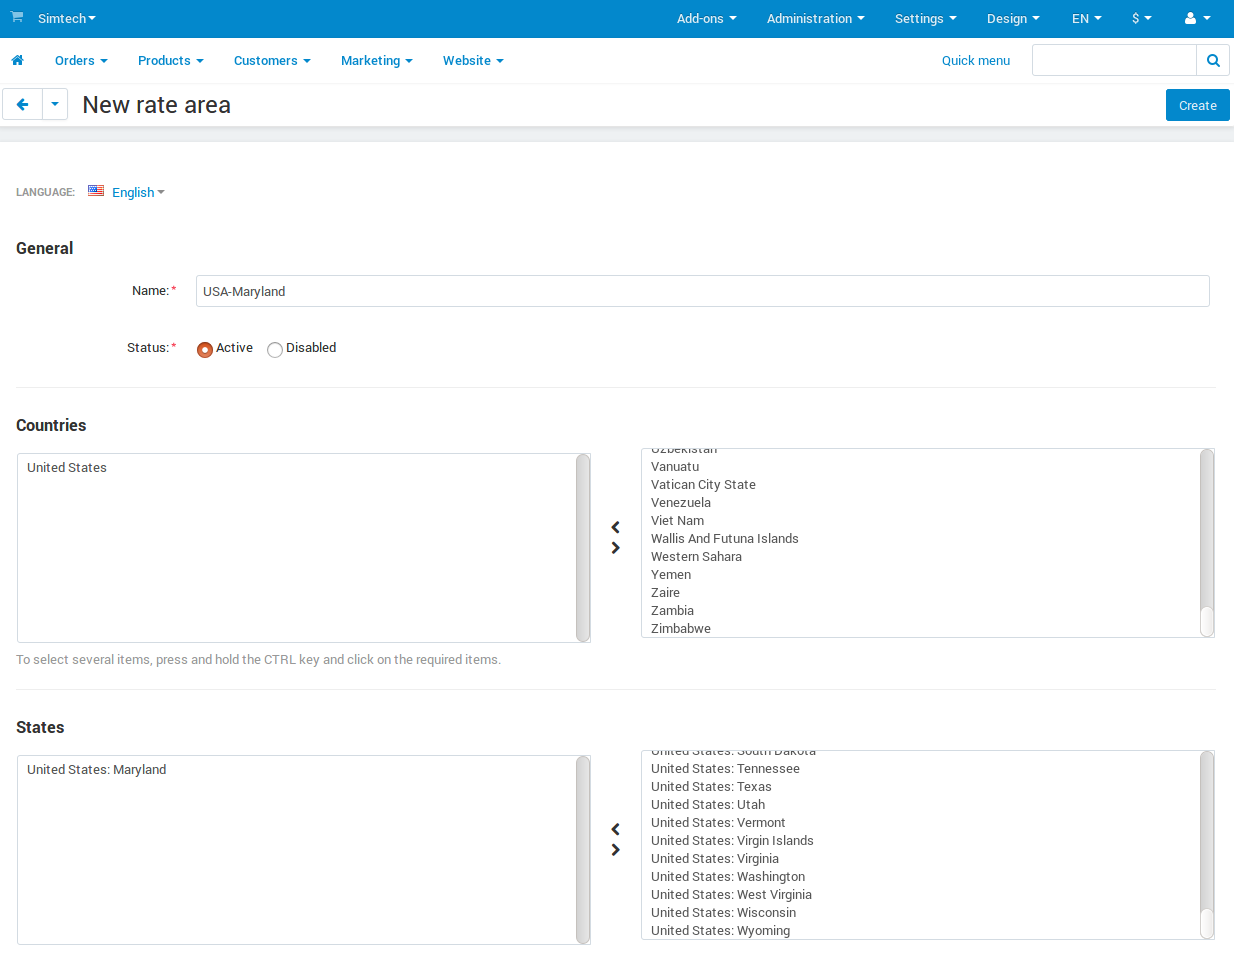 Simtech Add-ons Administration Settings Design EN $
Orders Products Customers Marketing Website Quick menu
New rate area Create
LANGUAGE: English
General
Name:* USA-Maryland
Status:* Active Disabled
Countries
United States
Uzbekistan
Vanuatu
Vatican City State
Venezuela
Viet Nam
Wallis And Futuna Islands
Western Sahara
Yemen
Zaire
Zambia
Zimbabwe
To select several items, press and hold the CTRL key and click on the required items.
States
United States: Maryland
United States: South Dakota
United States: Tennessee
United States: Texas
United States: Utah
United States: Vermont
United States: Virgin Islands
United States: Virginia
United States: Washington
United States: West Virginia
United States: Wisconsin
United States: Wyoming